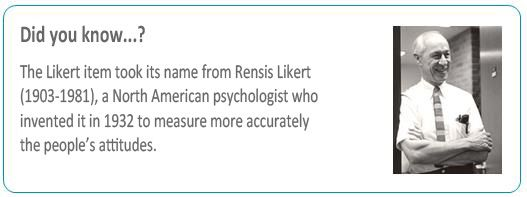 Did you know...?
The Likert item took its name from Rensis Likert
(1903-1981), a North American psychologist who
invented it in 1932 to measure more accurately
the people's attitudes.